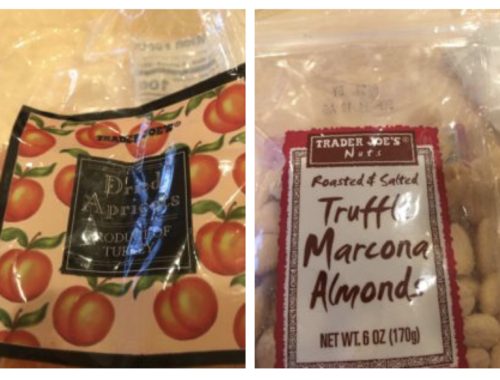 TRADER JOE'S®
Dried
Apricots
PRODUCT OF
TURKEY
TRADER JOE'S®
Nuts
Roasted & Salted
Truffle
Marcona
Almonds
NET WT. 6 OZ (170g)